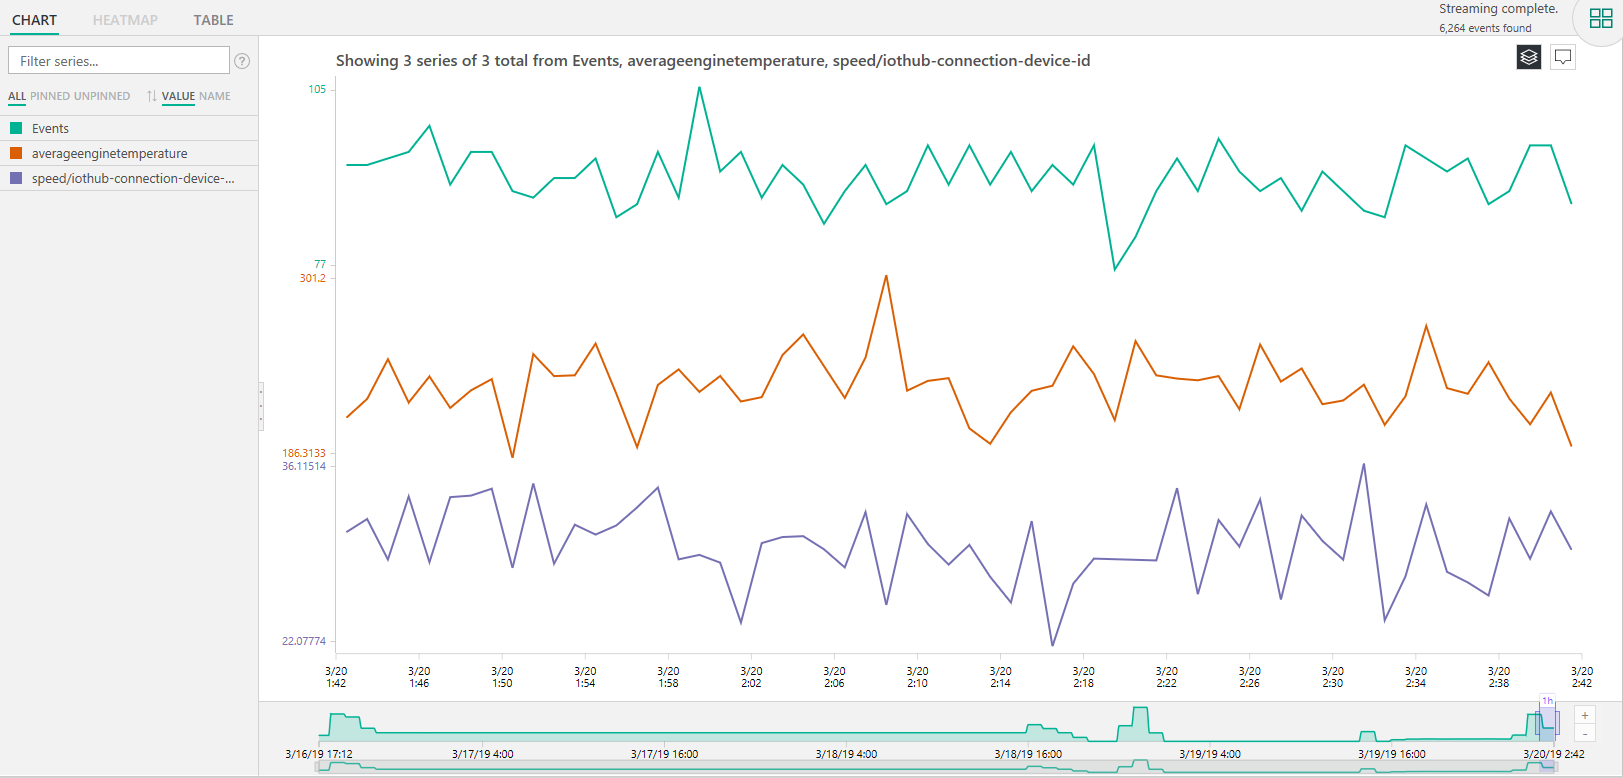 CHART HEATMAP TABLE
Streaming complete.
6,264 events found
Filter series... ?
ALL PINNED UNPINNED VALUE NAME
Events
averageenginetemperature
speed/iothub-connection-device-...
Showing 3 series of 3 total from Events, averageenginetemperature, speed/iothub-connection-device-id
105
77
301.2
186.3133
36.11514
22.07774
3/20 3/20 3/20 3/20 3/20 3/20 3/20 3/20 3/20 3/20 3/20 3/20 3/20 3/20 3/20 3/20
1:42 1:46 1:50 1:54 1:58 2:02 2:06 2:10 2:14 2:18 2:22 2:26 2:30 2:34 2:38 2:42
1h
+
-
3/16/19 17:12 3/17/19 4:00 3/17/19 16:00 3/18/19 4:00 3/18/19 16:00 3/19/19 4:00 3/19/19 16:00 3/20/19 2:42